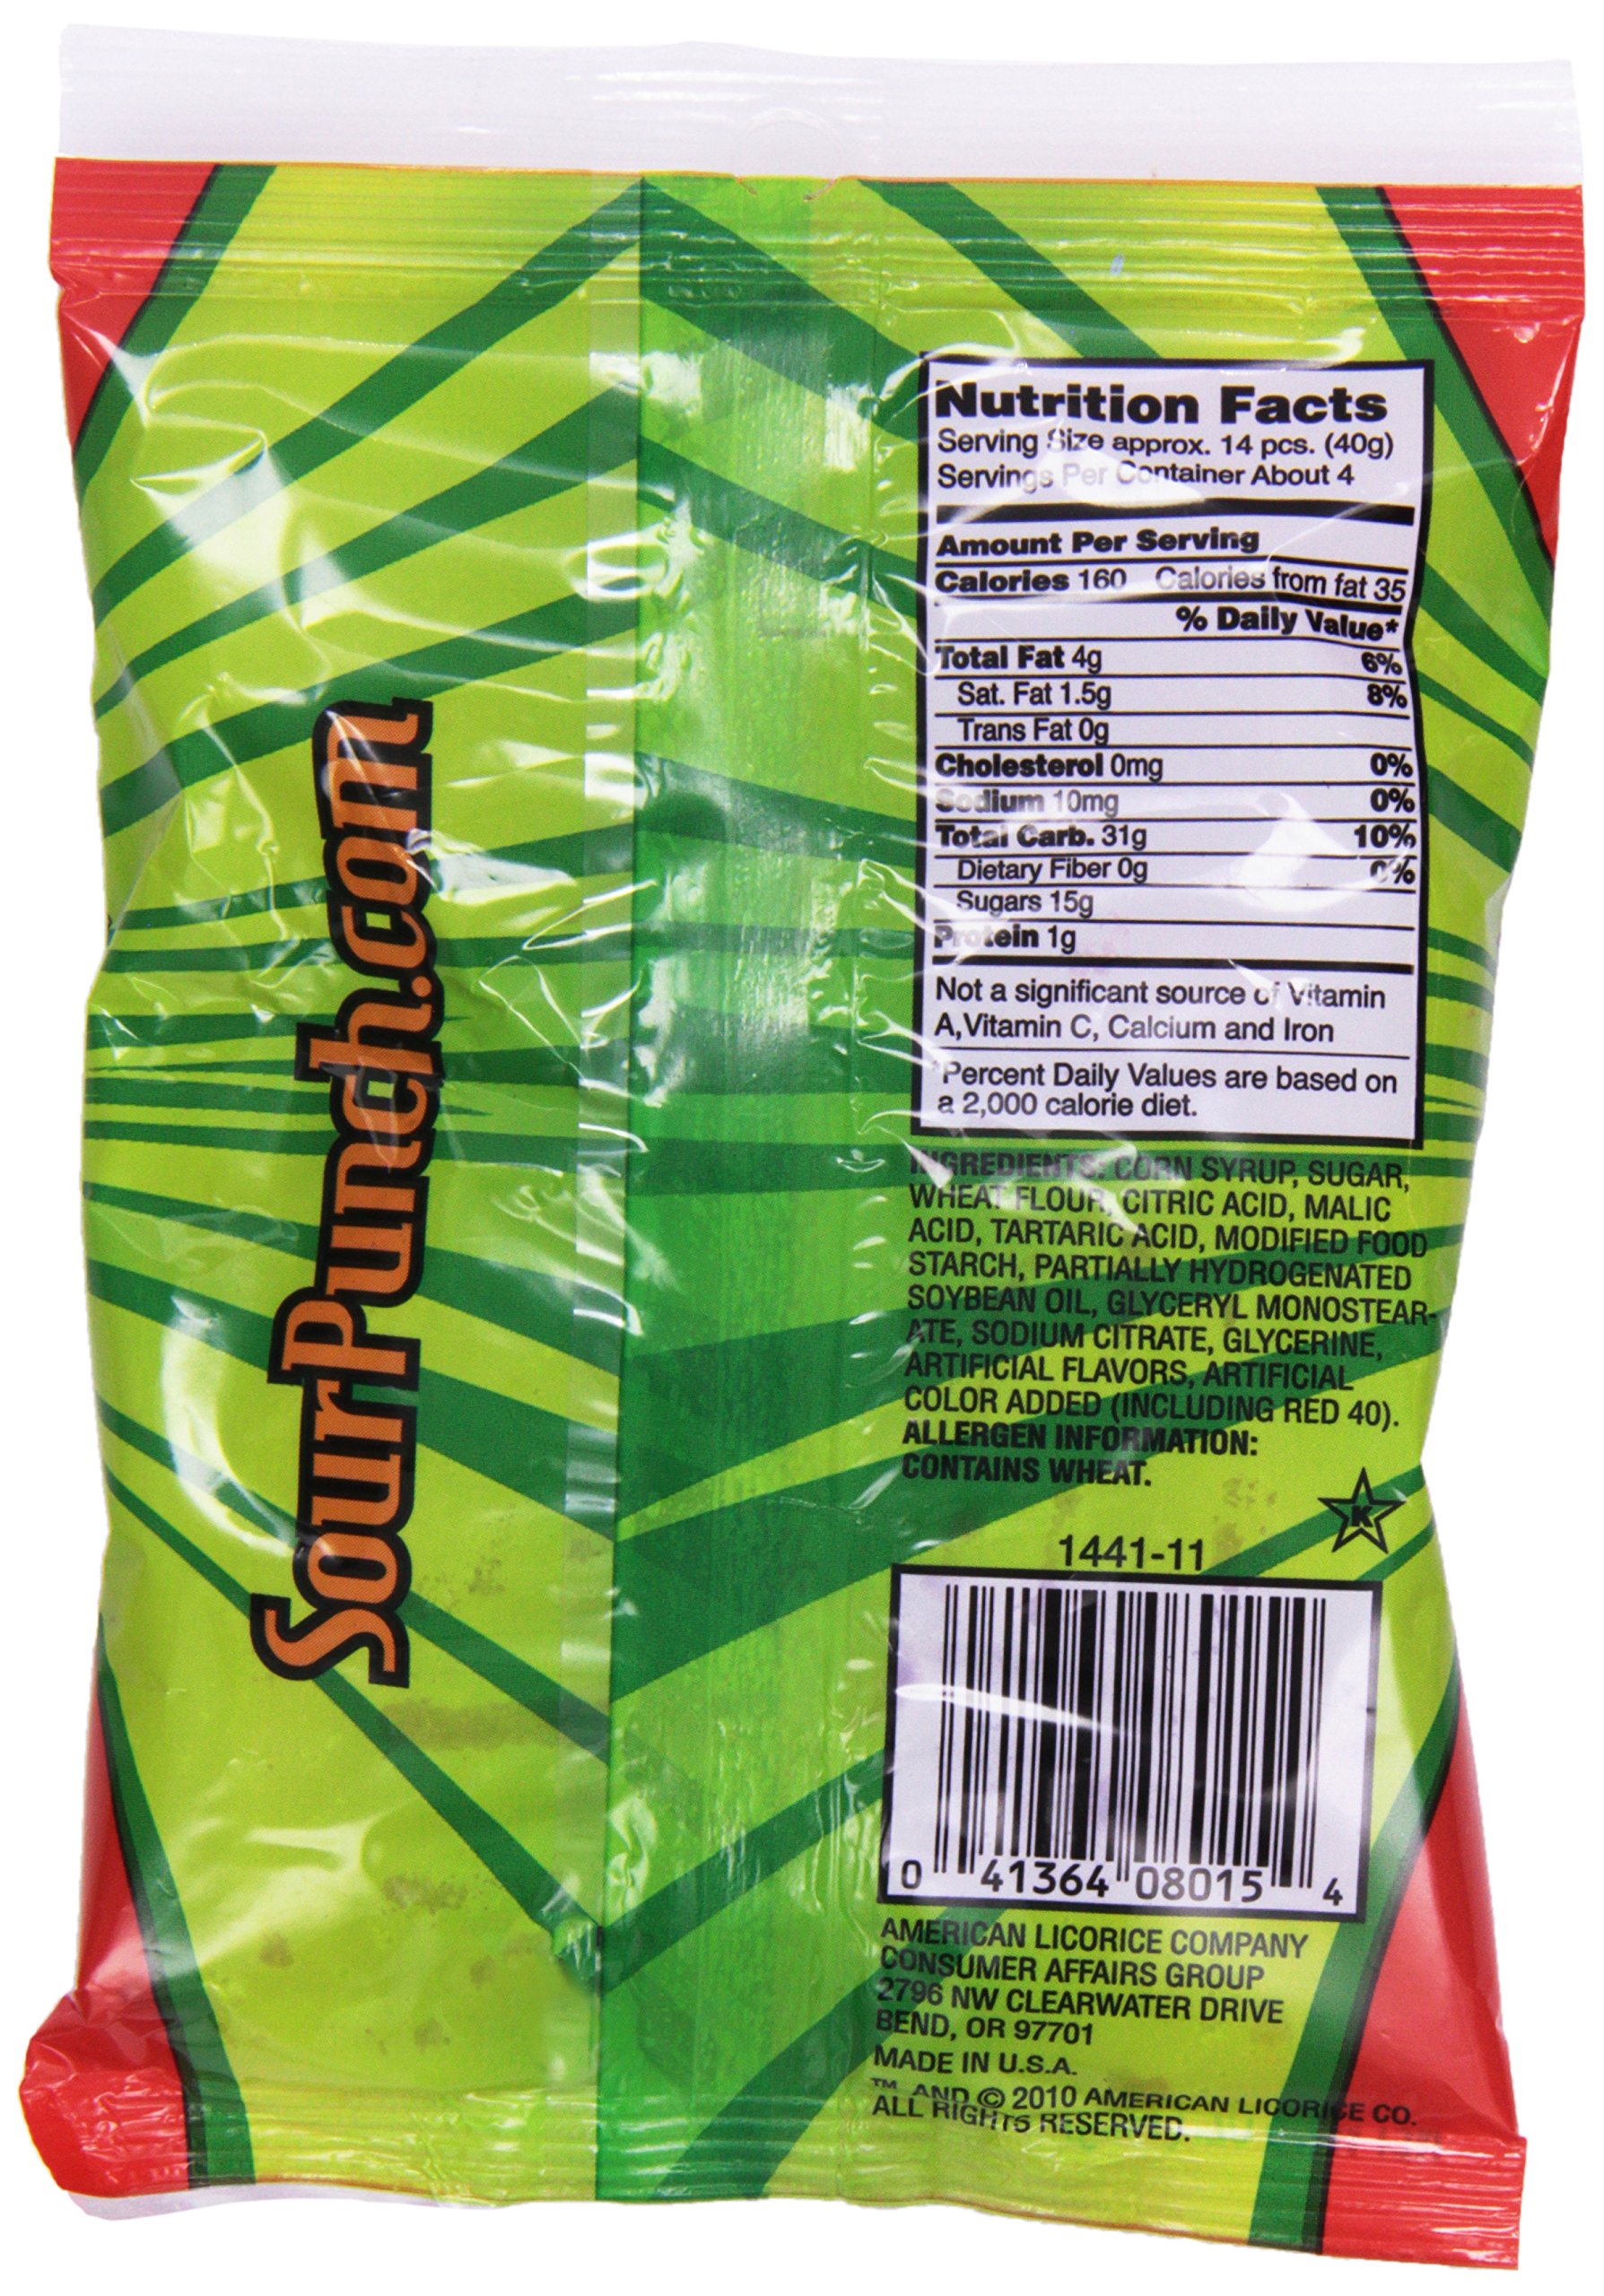 SourPunch.com
Nutrition Facts
Serving Size approx. 14 pcs. (40g)
Servings Per Container About 4
Amount Per Serving
Calories 160 Calories from fat 35
% Daily Value*
Total Fat 4g 6%
Sat. Fat 1.5g 8%
Trans Fat 0g
Cholesterol 0mg 0%
Sodium 10mg 0%
Total Carb. 31g 10%
Dietary Fiber 0g 0%
Sugars 15g
Protein 1g
Not a significant source of Vitamin
A, Vitamin C, Calcium and Iron
*Percent Daily Values are based on
a 2,000 calorie diet.
INGREDIENTS: CORN SYRUP, SUGAR,
WHEAT FLOUR, CITRIC ACID, MALIC
ACID, TARTARIC ACID, MODIFIED FOOD
STARCH, PARTIALLY HYDROGENATED
SOYBEAN OIL, GLYCERYL MONOSTEAR-
ATE, SODIUM CITRATE, GLYCERINE,
ARTIFICIAL FLAVORS, ARTIFICIAL
COLOR ADDED (INCLUDING RED 40).
ALLERGEN INFORMATION:
CONTAINS WHEAT.
K
1441-11
0 41364 08015 4
AMERICAN LICORICE COMPANY
CONSUMER AFFAIRS GROUP
2796 NW CLEARWATER DRIVE
BEND, OR 97701
MADE IN U.S.A.
™ AND © 2010 AMERICAN LICORICE CO.
ALL RIGHTS RESERVED.